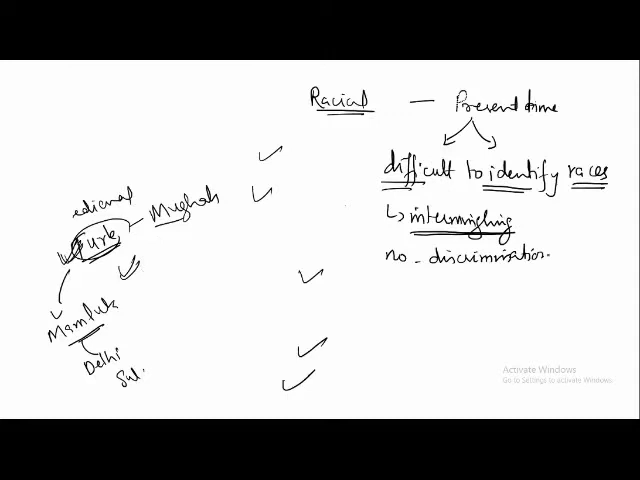 Racial — Present time
difficult to identify races
↳ intermingling
no - discrimination.
edieval
Turk - Mughals
Mamluk
Delhi
Sul.
Activate Windows
Go to Settings to activate Windows.